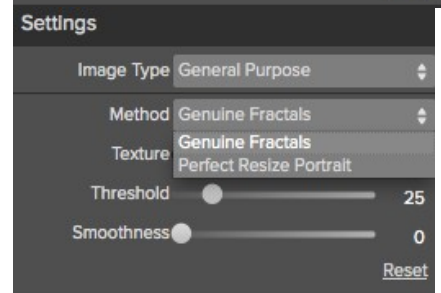 Settings
Image Type General Purpose
Method Genuine Fractals
Genuine Fractals
Texture
Perfect Resize Portrait
Threshold 25
Smoothness 0
Reset